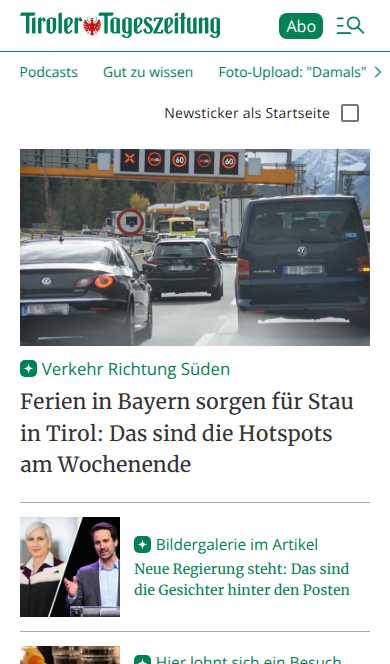 Tiroler Tageszeitung
Abo
Podcasts Gut zu wissen Foto-Upload: "Damals"
Newsticker als Startseite
60 60
Verkehr Richtung Süden
Ferien in Bayern sorgen für Stau
in Tirol: Das sind die Hotspots
am Wochenende
Bildergalerie im Artikel
Neue Regierung steht: Das sind
die Gesichter hinter den Posten
Hier lohnt sich ein Besuch